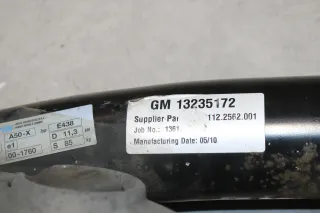 A50-X E438
D 11,3
e1
00-1760 S 85
GM 13235172
Supplier Par 112.2562.001
Job No.: 1361
Manufacturing Date: 05/10